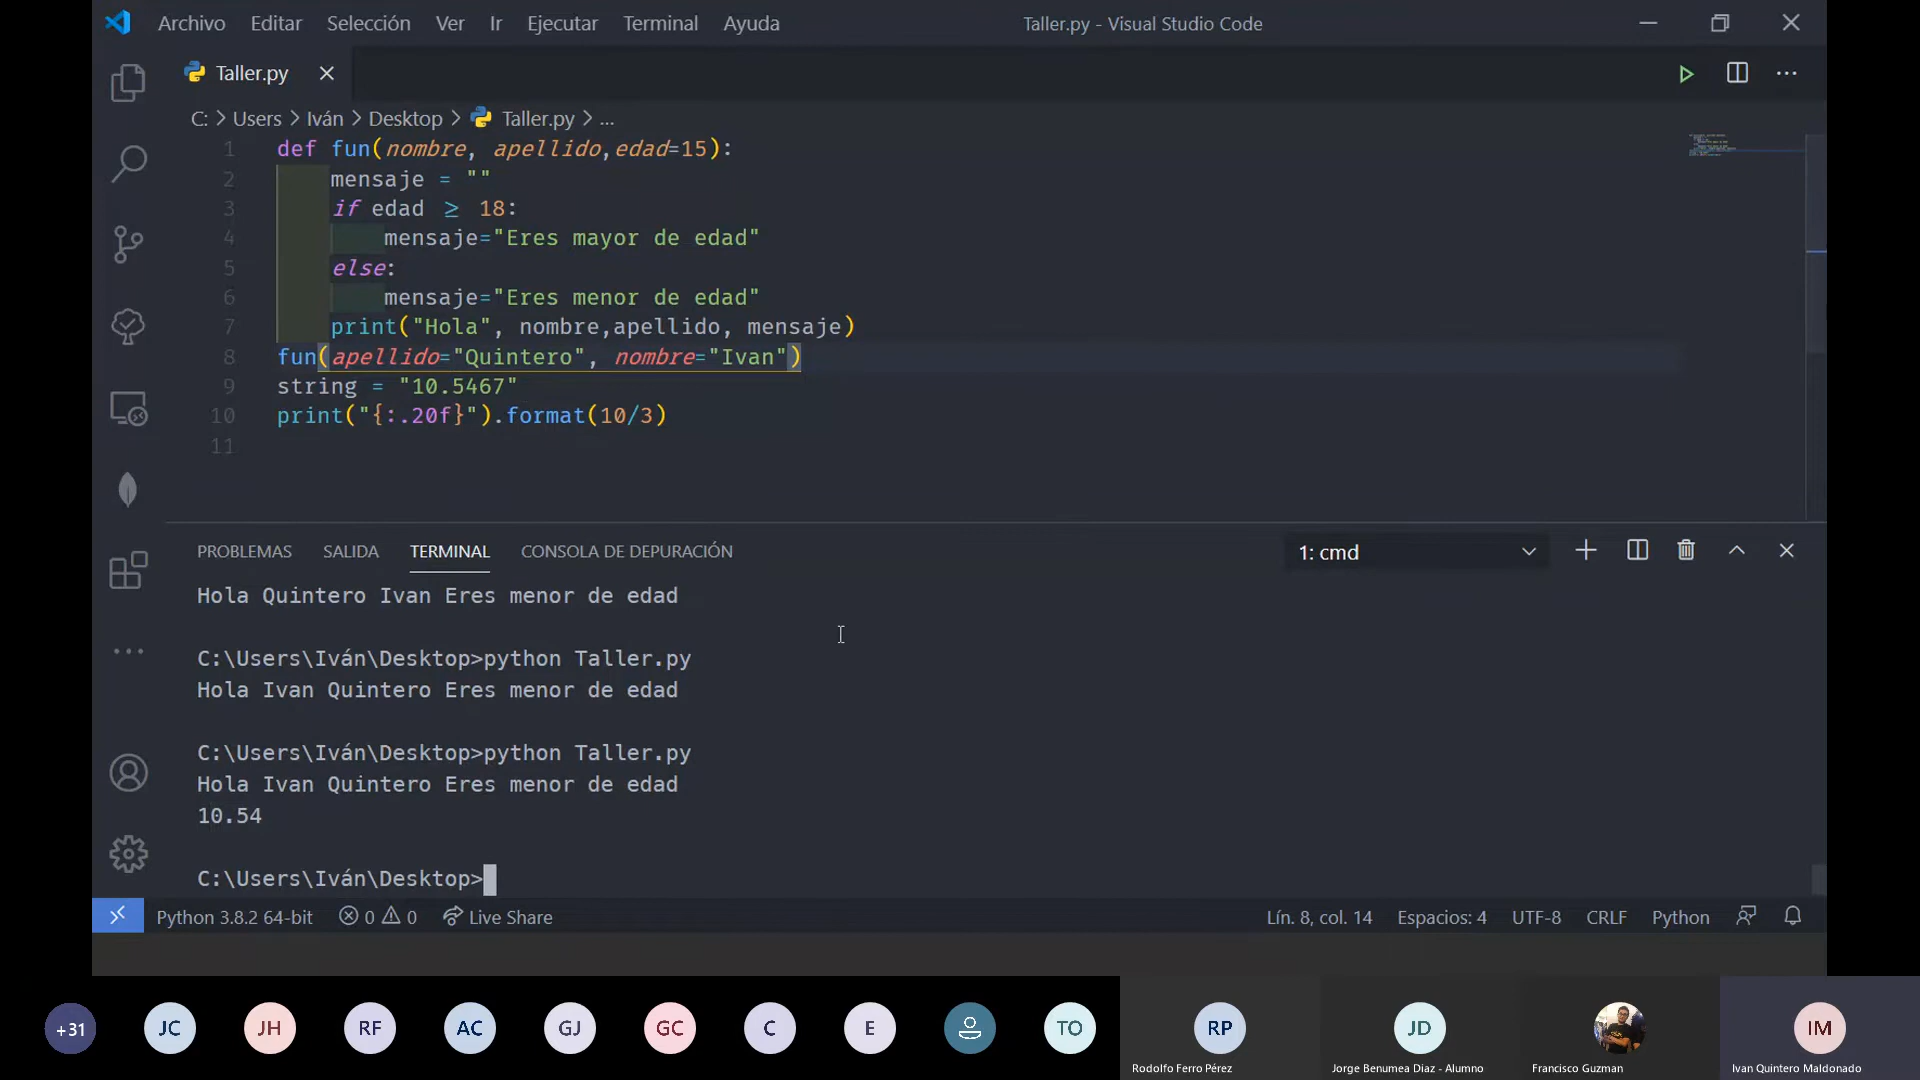 Archivo Editar Selección Ver Ir Ejecutar Terminal Ayuda Taller.py - Visual Studio Code
Taller.py
C: > Users > Iván > Desktop > Taller.py > ...
1 def fun(nombre, apellido,edad=15):
2 mensaje = ""
3 if edad ≥ 18:
4 mensaje="Eres mayor de edad"
5 else:
6 mensaje="Eres menor de edad"
7 print("Hola", nombre,apellido, mensaje)
8 fun(apellido="Quintero", nombre="Ivan")
9 string = "10.5467"
10 print("{:.20f}").format(10/3)
11
PROBLEMAS SALIDA TERMINAL CONSOLA DE DEPURACIÓN 1: cmd
Hola Quintero Ivan Eres menor de edad
C:\Users\Iván\Desktop>python Taller.py
Hola Ivan Quintero Eres menor de edad
C:\Users\Iván\Desktop>python Taller.py
Hola Ivan Quintero Eres menor de edad
10.54
C:\Users\Iván\Desktop>
Python 3.8.2 64-bit 0 0 Live Share Lín. 8, col. 14 Espacios: 4 UTF-8 CRLF Python
+31 JC JH RF AC GJ GC C E TO RP JD IM
Rodolfo Ferro Pérez Jorge Benumea Diaz - Alumno Francisco Guzman Ivan Quintero Maldonado